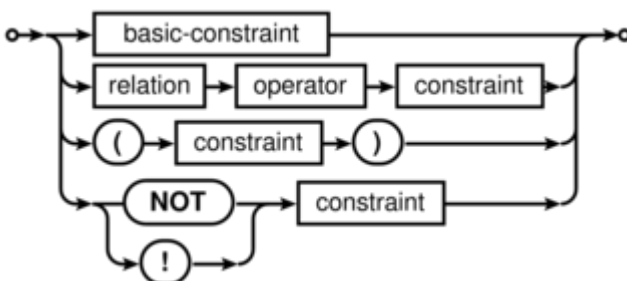 basic-constraint
relation operator constraint
( constraint )
NOT constraint
!